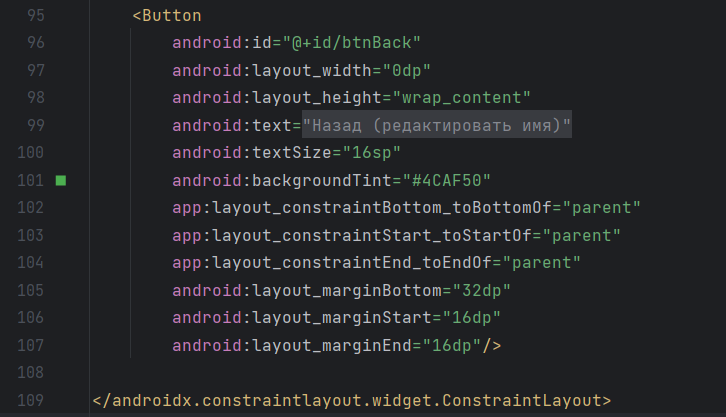 95 <Button
96 android:id="@+id/btnBack"
97 android:layout_width="0dp"
98 android:layout_height="wrap_content"
99 android:text="Назад (редактировать имя)"
100 android:textSize="16sp"
101 android:backgroundTint="#4CAF50"
102 app:layout_constraintBottom_toBottomOf="parent"
103 app:layout_constraintStart_toStartOf="parent"
104 app:layout_constraintEnd_toEndOf="parent"
105 android:layout_marginBottom="32dp"
106 android:layout_marginStart="16dp"
107 android:layout_marginEnd="16dp"/>
108
109 </androidx.constraintlayout.widget.ConstraintLayout>